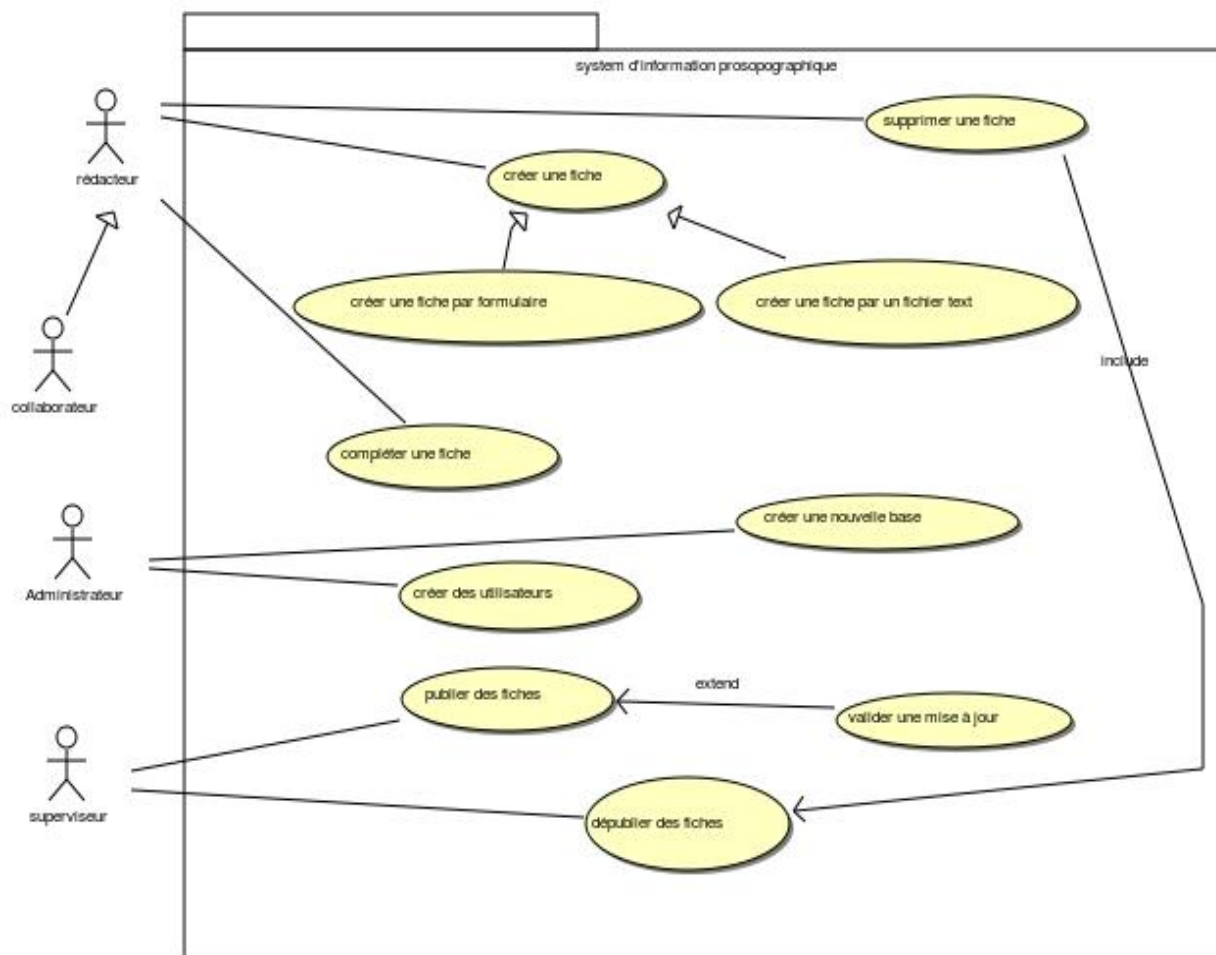 system d'information prosopographique
supprimer une fiche
créer une fiche
rédacteur
créer une fiche par formulaire
créer une fiche par un fichier text
include
collaborateur
compléter une fiche
créer une nouvelle base
créer des utilisateurs
Administrateur
extend
publier des fiches
valider une mise à jour
superviseur
dépublier des fiches